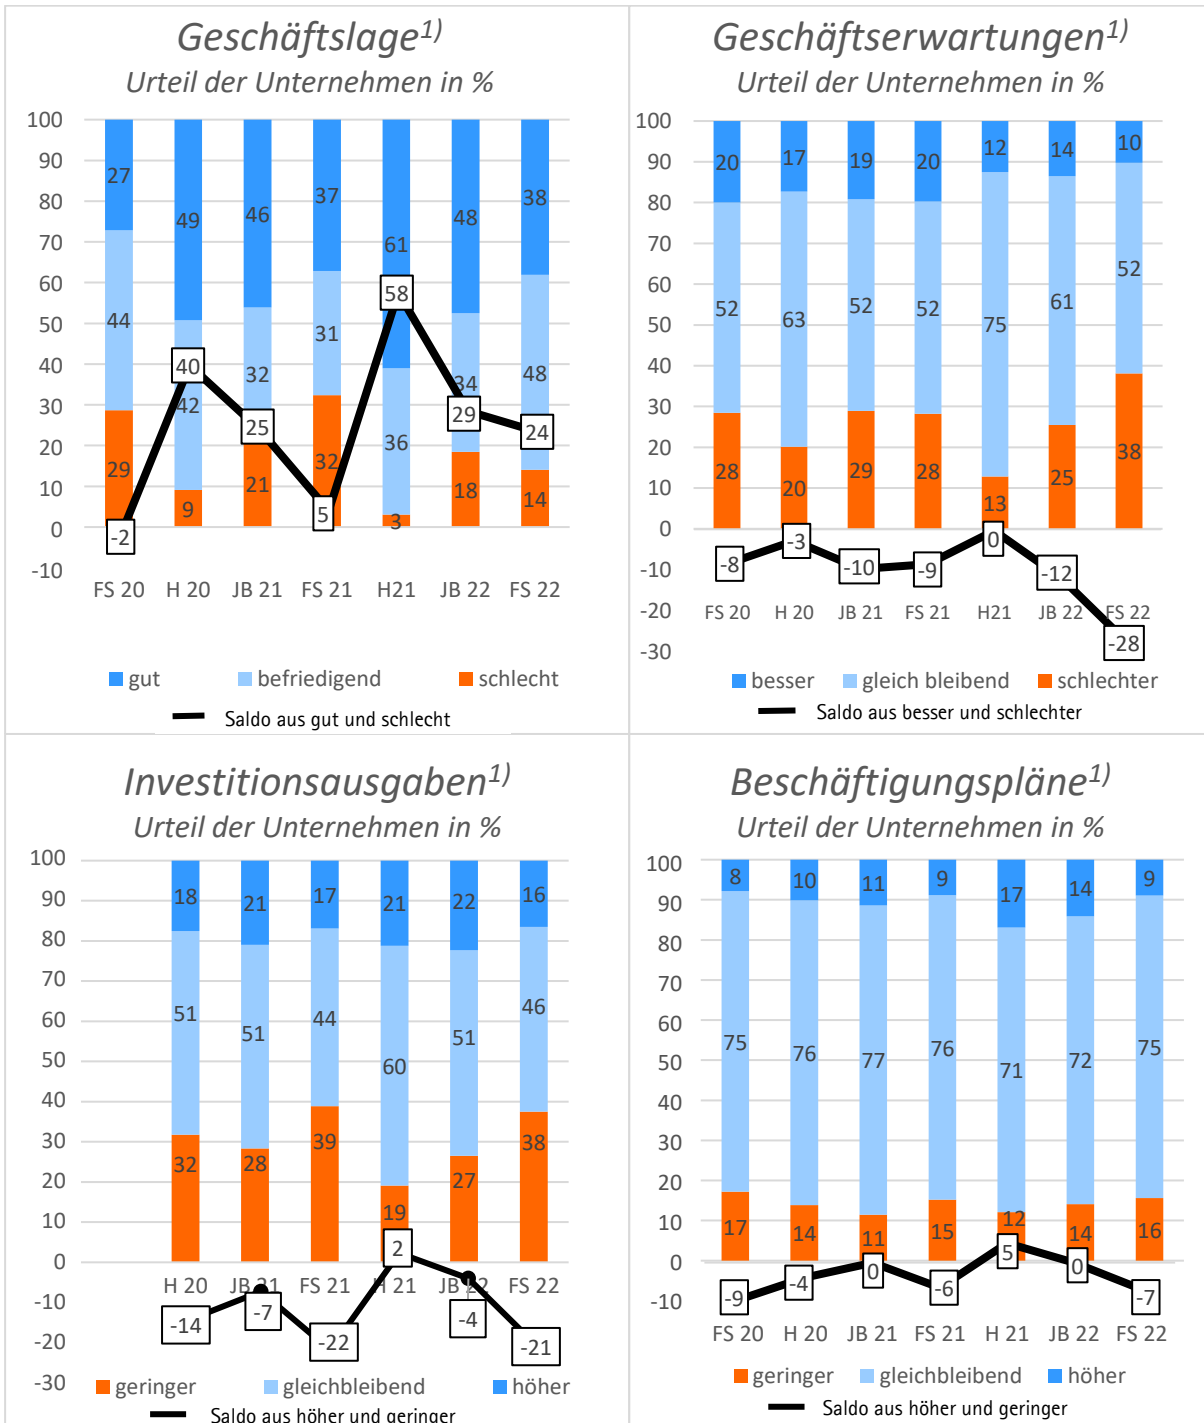 Geschäftslage1)
Urteil der Unternehmen in %
100
90
80
70
60
50
40
30
20
10
0
-10
27 49 46 37 61 48 38
44 42 32 31 36 34 48
29 9 21 32 3 18 14
-2 40 25 5 58 29 24
FS 20 H 20 JB 21 FS 21 H21 JB 22 FS 22
gut befriedigend schlecht
Saldo aus gut und schlecht
Geschäftserwartungen1)
Urteil der Unternehmen in %
100
90
80
70
60
50
40
30
20
10
0
-10
-20
-30
20 17 19 20 12 14 10
52 63 52 52 75 61 52
28 20 29 28 13 25 38
-8 -3 -10 -9 0 -12 -28
FS 20 H 20 JB 21 FS 21 H21 JB 22 FS 22
besser gleich bleibend schlechter
Saldo aus besser und schlechter
Investitionsausgaben1)
Urteil der Unternehmen in %
100
90
80
70
60
50
40
30
20
10
0
-10
-20
-30
18 21 17 21 22 16
51 51 44 60 51 46
32 28 39 19 27 38
H 20 JB 21 FS 21 H 21 JB 22 FS 22
-14 -7 -22 2 -4 -21
geringer gleichbleibend höher
Saldo aus höher und geringer
Beschäftigungspläne1)
Urteil der Unternehmen in %
100
90
80
70
60
50
40
30
20
10
0
-10
8 10 11 9 17 14 9
75 76 77 76 71 72 75
17 14 11 15 12 14 16
-9 -4 0 -6 5 0 -7
FS 20 H 20 JB 21 FS 21 H 21 JB 22 FS 22
geringer gleichbleibend höher
Saldo aus höher und geringer